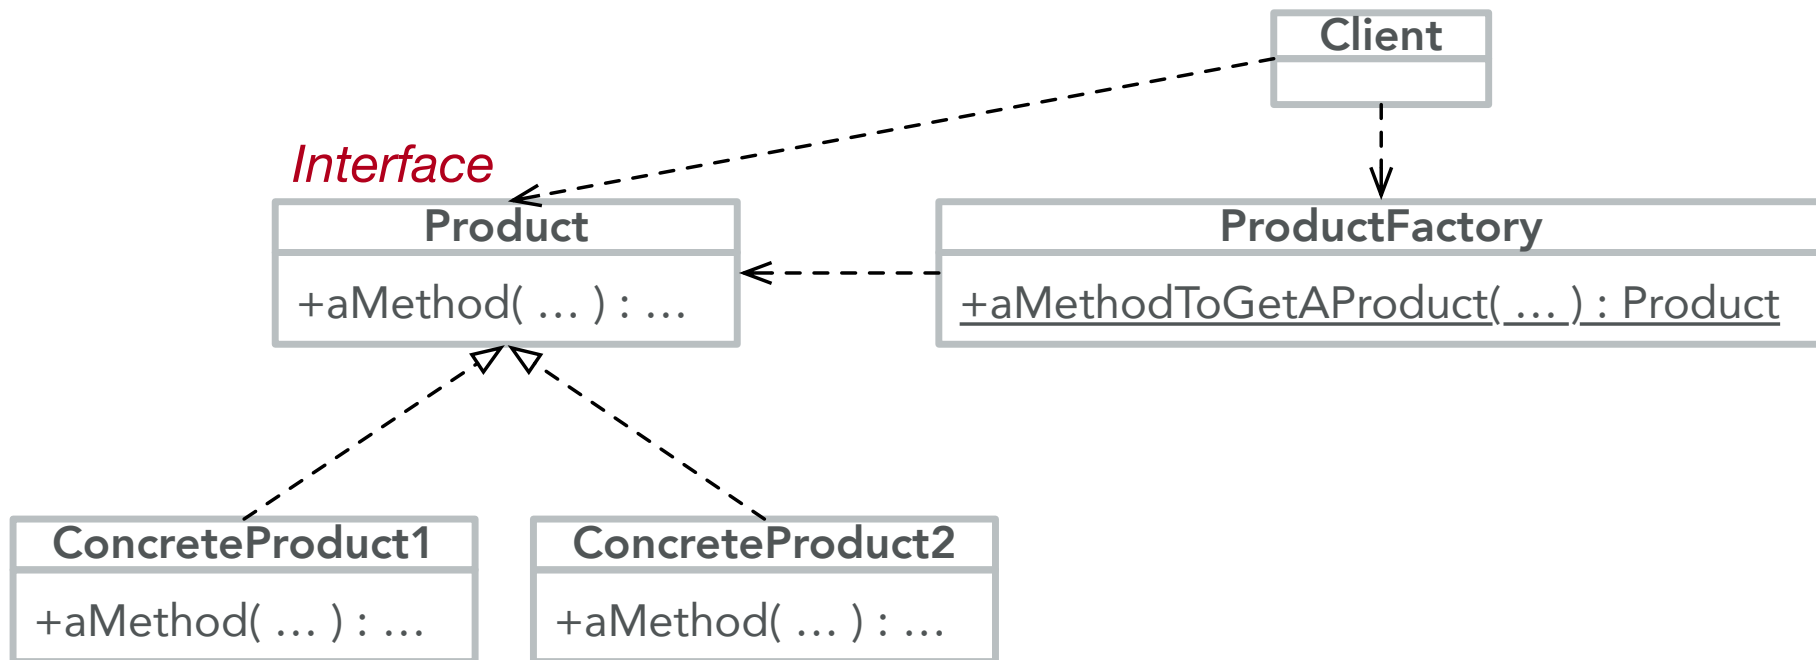 Client
Interface
Product
ProductFactory
+aMethod( ... ) : ...
+aMethodToGetAProduct( ... ) : Product
ConcreteProduct1
ConcreteProduct2
+aMethod( ... ) : ...
+aMethod( ... ) : ...